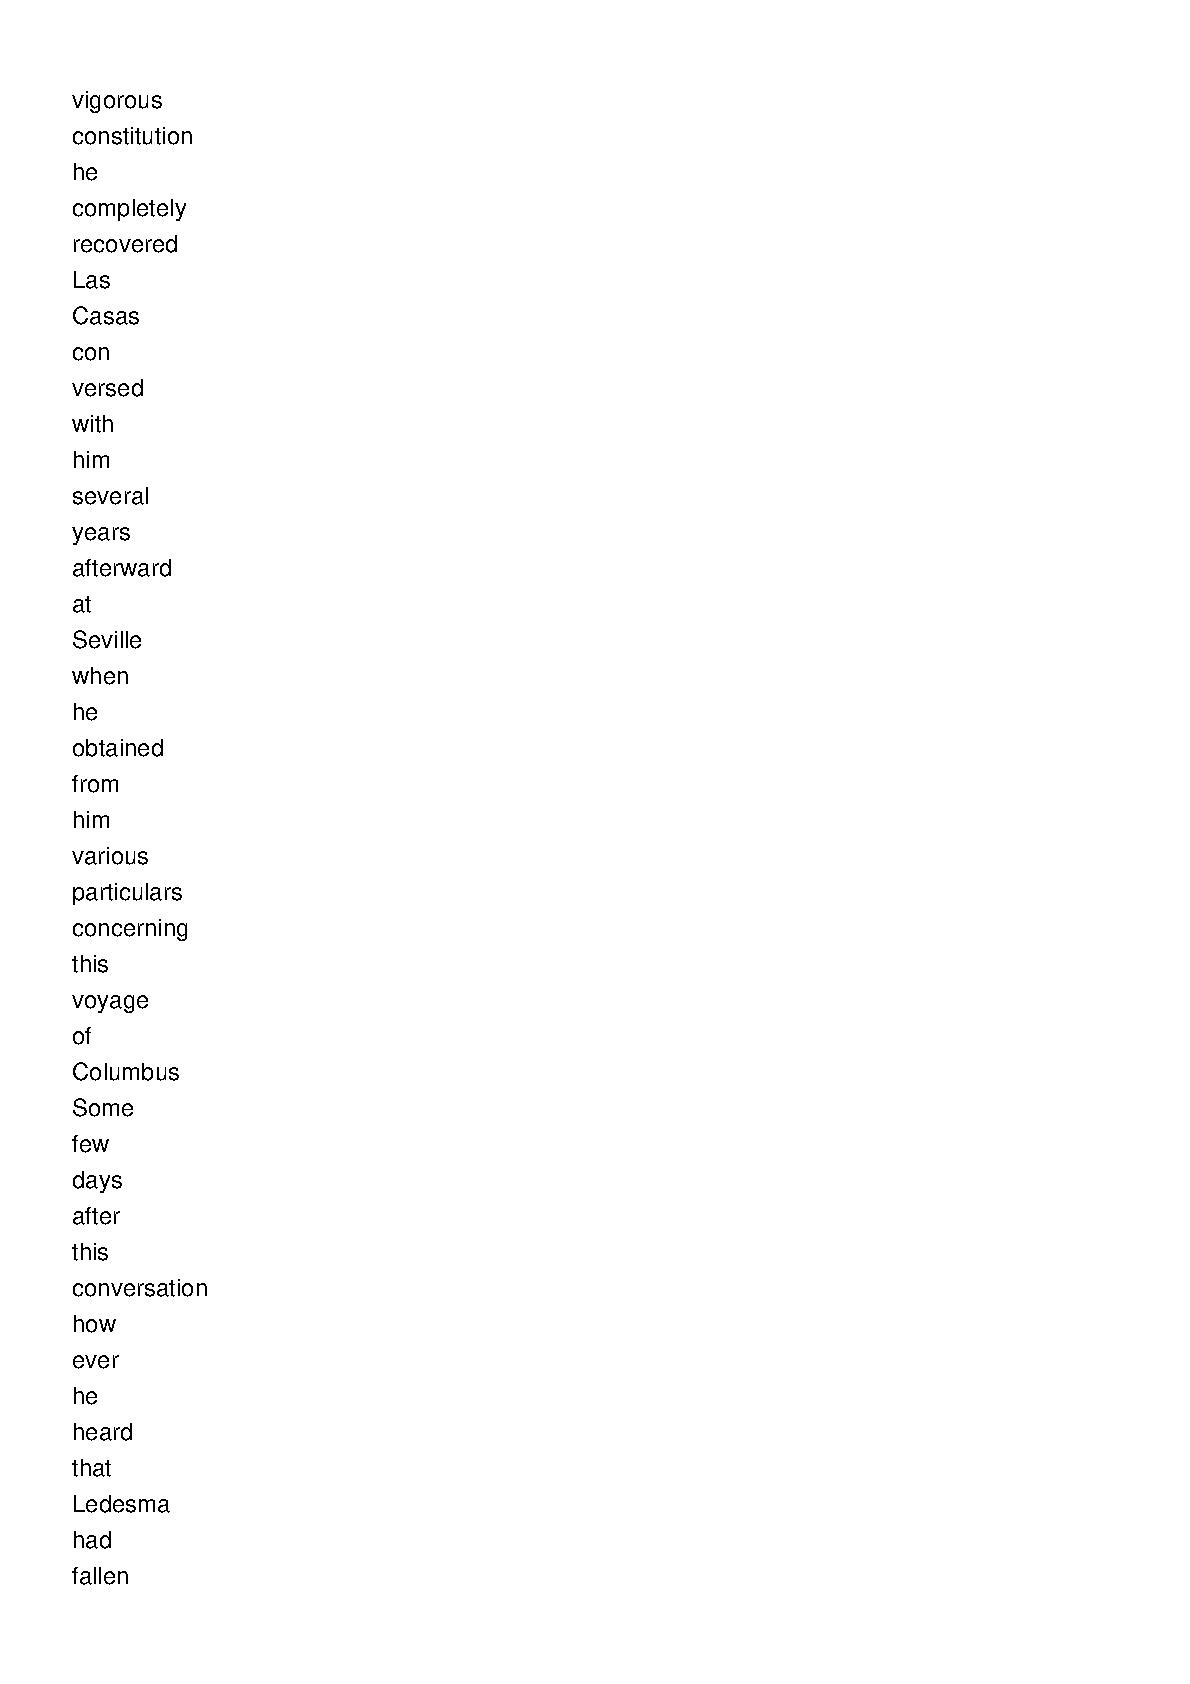 vigorous
constitution
he
completely
recovered
Las
Casas
con
versed
with
him
several
years
afterward
at
Seville
when
he
obtained
from
him
various
particulars
concerning
this
voyage
of
Columbus
Some
few
days
after
this
conversation
how
ever
he
heard
that
Ledesma
had
fallen